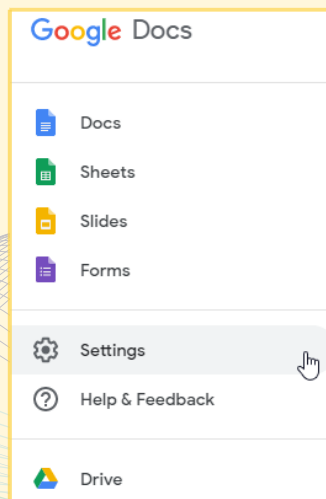 Google Docs
Docs
Sheets
Slides
Forms
Settings
Help & Feedback
Drive